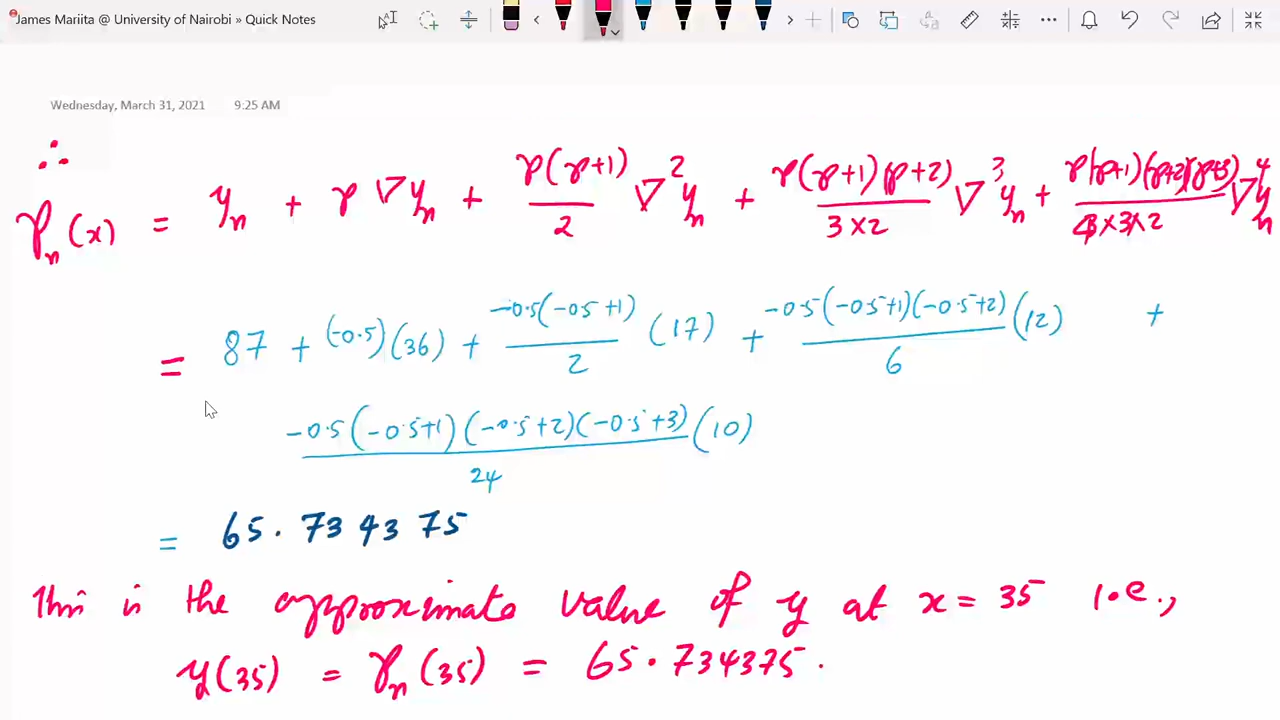 James Mariita @ University of Nairobi » Quick Notes
Wednesday, March 31, 2021 9:25 AM
∴
Pₙ(x) = yₙ + p ∇yₙ + p(p+1)/2 ∇²yₙ + p(p+1)(p+2)/3×2 ∇³yₙ + p(p+1)(p+2)(p+3)/4×3×2 ∇⁴yₙ
= 87 + (-0.5)(36) + -0.5(-0.5+1)/2 (17) + -0.5(-0.5+1)(-0.5+2)/6 (12) +
-0.5(-0.5+1)(-0.5+2)(-0.5+3)/24 (10)
= 65.734375
This is the approximate value of y at x = 35 i.e.,
y(35) = Pₙ(35) = 65.734375.